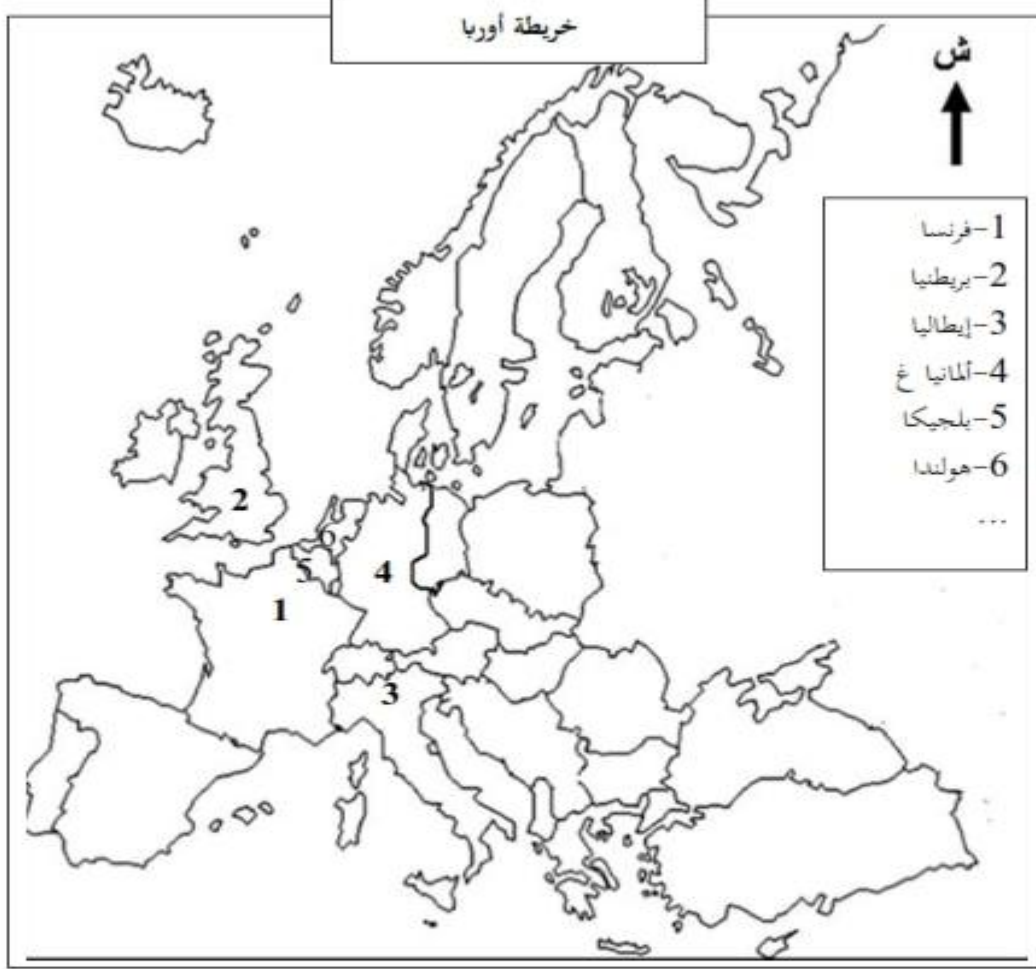 خريطة أوربا
ش
1-فرنسا
2-بريطنيا
3-إيطاليا
4-ألمانيا غ
5-بلجيكا
6-هولندا
...
2
6
5
4
1
3